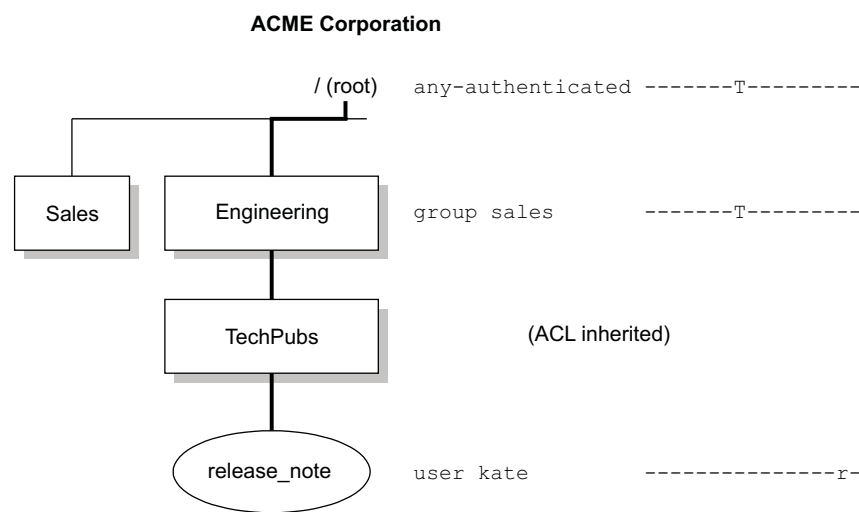 ACME Corporation
/ (root) any-authenticated -------T----------
Sales
Engineering
group sales -------T----------
TechPubs
(ACL inherited)
release_note
user kate ---------------r-